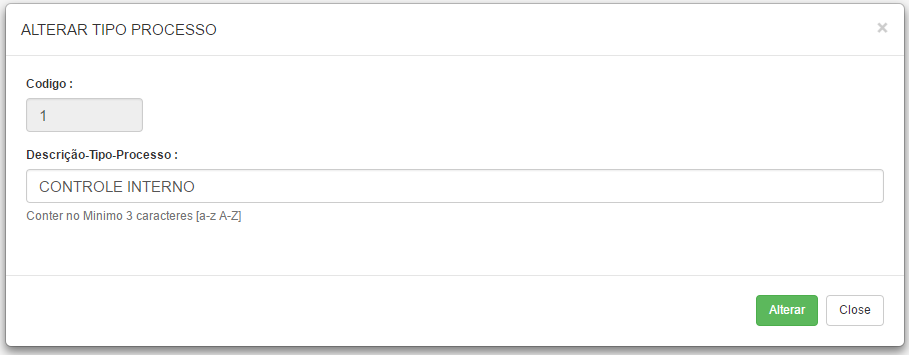 ALTERAR TIPO PROCESSO ×
Codigo :
1
Descrição-Tipo-Processo :
CONTROLE INTERNO
Conter no Minimo 3 caracteres [a-z A-Z]
Alterar Close